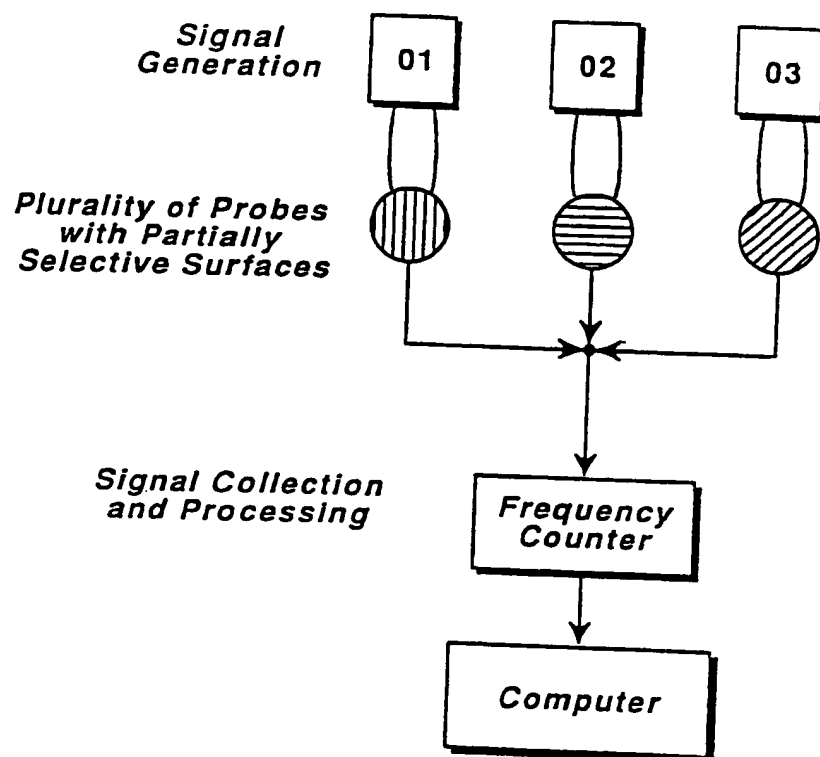 Signal
Generation
01
02
03
Plurality of Probes
with Partially
Selective Surfaces
Signal Collection
and Processing
Frequency
Counter
Computer